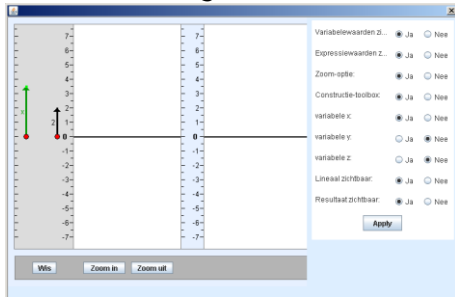 7 7
6 6
5 5
4 4
3 3
2 2
x 2 1 1
0 0
-1 -1
-2 -2
-3 -3
-4 -4
-5 -5
-6 -6
-7 -7
Wis Zoom in Zoom uit
Variabelewaarden zi... Ja Nee
Expressiewaarden z... Ja Nee
Zoom-optie: Ja Nee
Constructie-toolbox: Ja Nee
variabele x: Ja Nee
variabele y: Ja Nee
variabele z: Ja Nee
Lineaal zichtbaar: Ja Nee
Resultaat zichtbaar: Ja Nee
Apply